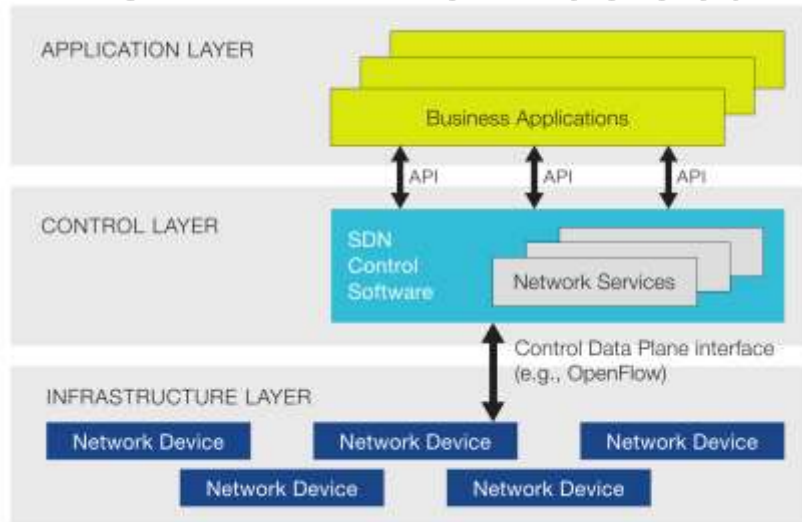 APPLICATION LAYER
Business Applications
API
API
API
CONTROL LAYER
SDN
Control
Software
Network Services
Control Data Plane interface
(e.g., OpenFlow)
INFRASTRUCTURE LAYER
Network Device
Network Device
Network Device
Network Device
Network Device